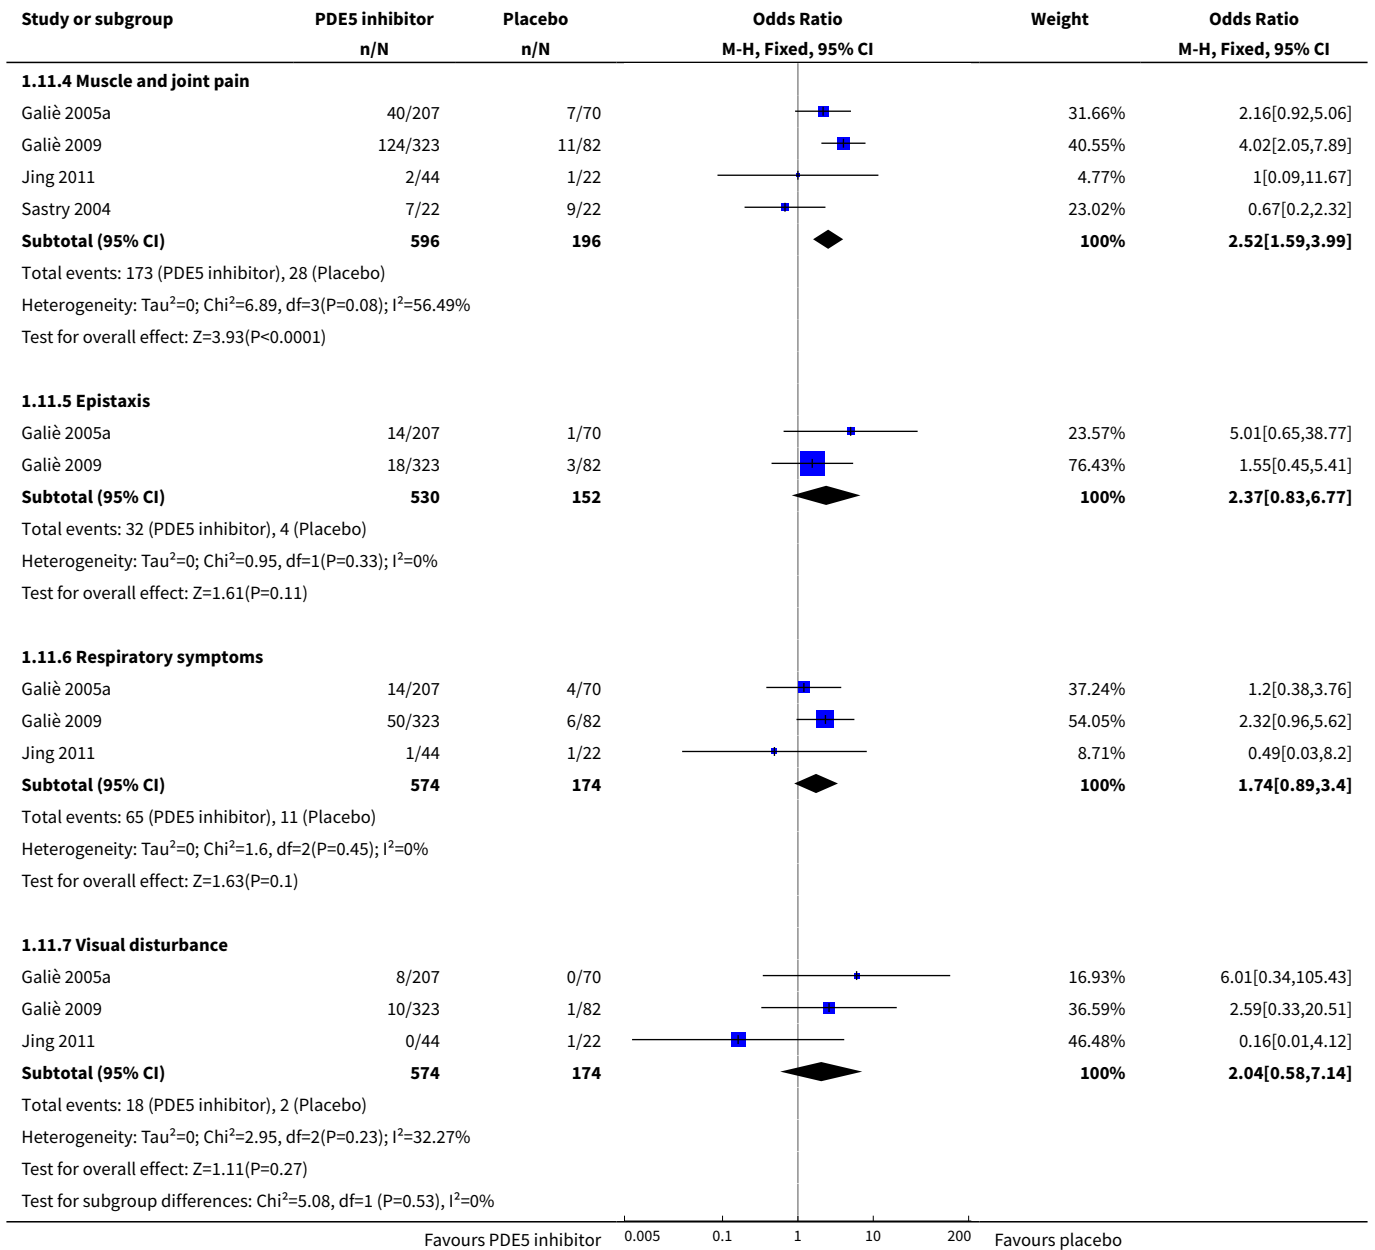 Study or subgroup PDE5 inhibitor Placebo Odds Ratio Weight Odds Ratio
n/N n/N M-H, Fixed, 95% CI M-H, Fixed, 95% CI
1.11.4 Muscle and joint pain
Galiè 2005a 40/207 7/70 31.66% 2.16[0.92,5.06]
Galiè 2009 124/323 11/82 40.55% 4.02[2.05,7.89]
Jing 2011 2/44 1/22 4.77% 1[0.09,11.67]
Sastry 2004 7/22 9/22 23.02% 0.67[0.2,2.32]
Subtotal (95% CI) 596 196 100% 2.52[1.59,3.99]
Total events: 173 (PDE5 inhibitor), 28 (Placebo)
Heterogeneity: Tau²=0; Chi²=6.89, df=3(P=0.08); I²=56.49%
Test for overall effect: Z=3.93(P<0.0001)
1.11.5 Epistaxis
Galiè 2005a 14/207 1/70 23.57% 5.01[0.65,38.77]
Galiè 2009 18/323 3/82 76.43% 1.55[0.45,5.41]
Subtotal (95% CI) 530 152 100% 2.37[0.83,6.77]
Total events: 32 (PDE5 inhibitor), 4 (Placebo)
Heterogeneity: Tau²=0; Chi²=0.95, df=1(P=0.33); I²=0%
Test for overall effect: Z=1.61(P=0.11)
1.11.6 Respiratory symptoms
Galiè 2005a 14/207 4/70 37.24% 1.2[0.38,3.76]
Galiè 2009 50/323 6/82 54.05% 2.32[0.96,5.62]
Jing 2011 1/44 1/22 8.71% 0.49[0.03,8.2]
Subtotal (95% CI) 574 174 100% 1.74[0.89,3.4]
Total events: 65 (PDE5 inhibitor), 11 (Placebo)
Heterogeneity: Tau²=0; Chi²=1.6, df=2(P=0.45); I²=0%
Test for overall effect: Z=1.63(P=0.1)
1.11.7 Visual disturbance
Galiè 2005a 8/207 0/70 16.93% 6.01[0.34,105.43]
Galiè 2009 10/323 1/82 36.59% 2.59[0.33,20.51]
Jing 2011 0/44 1/22 46.48% 0.16[0.01,4.12]
Subtotal (95% CI) 574 174 100% 2.04[0.58,7.14]
Total events: 18 (PDE5 inhibitor), 2 (Placebo)
Heterogeneity: Tau²=0; Chi²=2.95, df=2(P=0.23); I²=32.27%
Test for overall effect: Z=1.11(P=0.27)
Test for subgroup differences: Chi²=5.08, df=1 (P=0.53), I²=0%
Favours PDE5 inhibitor 0.005 0.1 1 10 200 Favours placebo